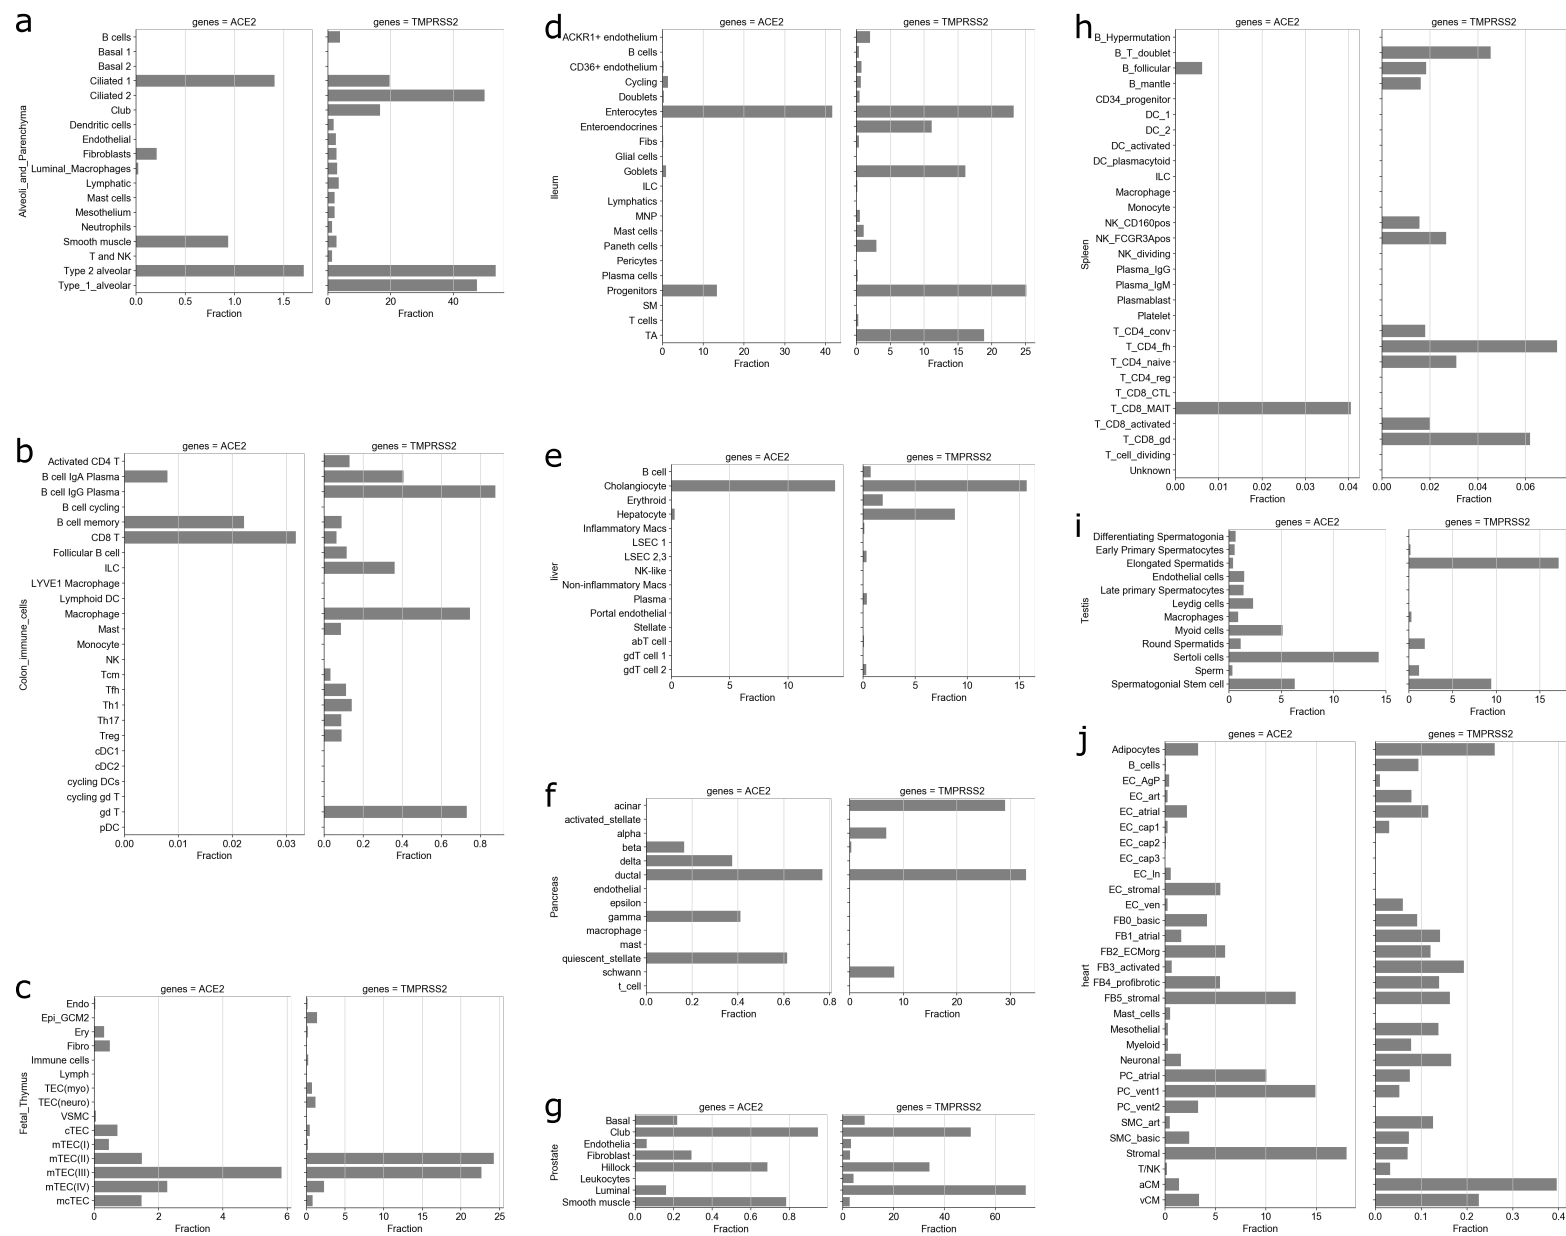 a
genes = ACE2
genes = TMPRSS2
Alveoli_and_Parenchyma
B cells
Basal 1
Basal 2
Ciliated 1
Ciliated 2
Club
Dendritic cells
Endothelial
Fibroblasts
Luminal_Macrophages
Lymphatic
Mast cells
Mesothelium
Neutrophils
Smooth muscle
T and NK
Type 2 alveolar
Type_1_alveolar
0.0 0.5 1.0 1.5
0 20 40
Fraction
Fraction
b
genes = ACE2
genes = TMPRSS2
Colon_immune_cells
Activated CD4 T
B cell IgA Plasma
B cell IgG Plasma
B cell cycling
B cell memory
CD8 T
Follicular B cell
ILC
LYVE1 Macrophage
Lymphoid DC
Macrophage
Mast
Monocyte
NK
Tcm
Tfh
Th1
Th17
Treg
cDC1
cDC2
cycling DCs
cycling gd T
gd T
pDC
0.00 0.01 0.02 0.03
0.0 0.2 0.4 0.6 0.8
Fraction
Fraction
c
genes = ACE2
genes = TMPRSS2
Fetal_Thymus
Endo
Epi_GCM2
Ery
Fibro
Immune cells
Lymph
TEC(myo)
TEC(neuro)
VSMC
cTEC
mTEC(I)
mTEC(II)
mTEC(III)
mTEC(IV)
mcTEC
0 2 4 6
0 5 10 15 20 25
Fraction
Fraction
d
genes = ACE2
genes = TMPRSS2
Ileum
ACKR1+ endothelium
B cells
CD36+ endothelium
Cycling
Doublets
Enterocytes
Enteroendocrines
Fibs
Glial cells
Goblets
ILC
Lymphatics
MNP
Mast cells
Paneth cells
Pericytes
Plasma cells
Progenitors
SM
T cells
TA
0 10 20 30 40
0 5 10 15 20 25
Fraction
Fraction
e
genes = ACE2
genes = TMPRSS2
liver
B cell
Cholangiocyte
Erythroid
Hepatocyte
Inflammatory Macs
LSEC 1
LSEC 2,3
NK-like
Non-inflammatory Macs
Plasma
Portal endothelial
Stellate
abT cell
gdT cell 1
gdT cell 2
0 5 10
0 5 10 15
Fraction
Fraction
f
genes = ACE2
genes = TMPRSS2
Pancreas
acinar
activated_stellate
alpha
beta
delta
ductal
endothelial
epsilon
gamma
macrophage
mast
quiescent_stellate
schwann
t_cell
0.0 0.2 0.4 0.6 0.8
0 10 20 30
Fraction
Fraction
g
genes = ACE2
genes = TMPRSS2
Prostate
Basal
Club
Endothelia
Fibroblast
Hillock
Leukocytes
Luminal
Smooth muscle
0.0 0.2 0.4 0.6 0.8
0 20 40 60
Fraction
Fraction
h
genes = ACE2
genes = TMPRSS2
Spleen
B_Hypermutation
B_T_doublet
B_follicular
B_mantle
CD34_progenitor
DC_1
DC_2
DC_activated
DC_plasmacytoid
ILC
Macrophage
Monocyte
NK_CD160pos
NK_FCGR3Apos
NK_dividing
Plasma_IgG
Plasma_IgM
Plasmablast
Platelet
T_CD4_conv
T_CD4_fh
T_CD4_naive
T_CD4_reg
T_CD8_CTL
T_CD8_MAIT
T_CD8_activated
T_CD8_gd
T_cell_dividing
Unknown
0.00 0.01 0.02 0.03 0.04
0.00 0.02 0.04 0.06
Fraction
Fraction
i
genes = ACE2
genes = TMPRSS2
Testis
Differentiating Spermatogonia
Early Primary Spermatocytes
Elongated Spermatids
Endothelial cells
Late primary Spermatocytes
Leydig cells
Macrophages
Myoid cells
Round Spermatids
Sertoli cells
Sperm
Spermatogonial Stem cell
0 5 10 15
0 5 10 15
Fraction
Fraction
j
genes = ACE2
genes = TMPRSS2
heart
Adipocytes
B_cells
EC_AgP
EC_art
EC_atrial
EC_cap1
EC_cap2
EC_cap3
EC_ln
EC_stromal
EC_ven
FB0_basic
FB1_atrial
FB2_ECMorg
FB3_activated
FB4_profibrotic
FB5_stromal
Mast_cells
Mesothelial
Myeloid
Neuronal
PC_atrial
PC_vent1
PC_vent2
SMC_art
SMC_basic
Stromal
T/NK
aCM
vCM
0 5 10 15
0.0 0.1 0.2 0.3 0.4
Fraction
Fraction